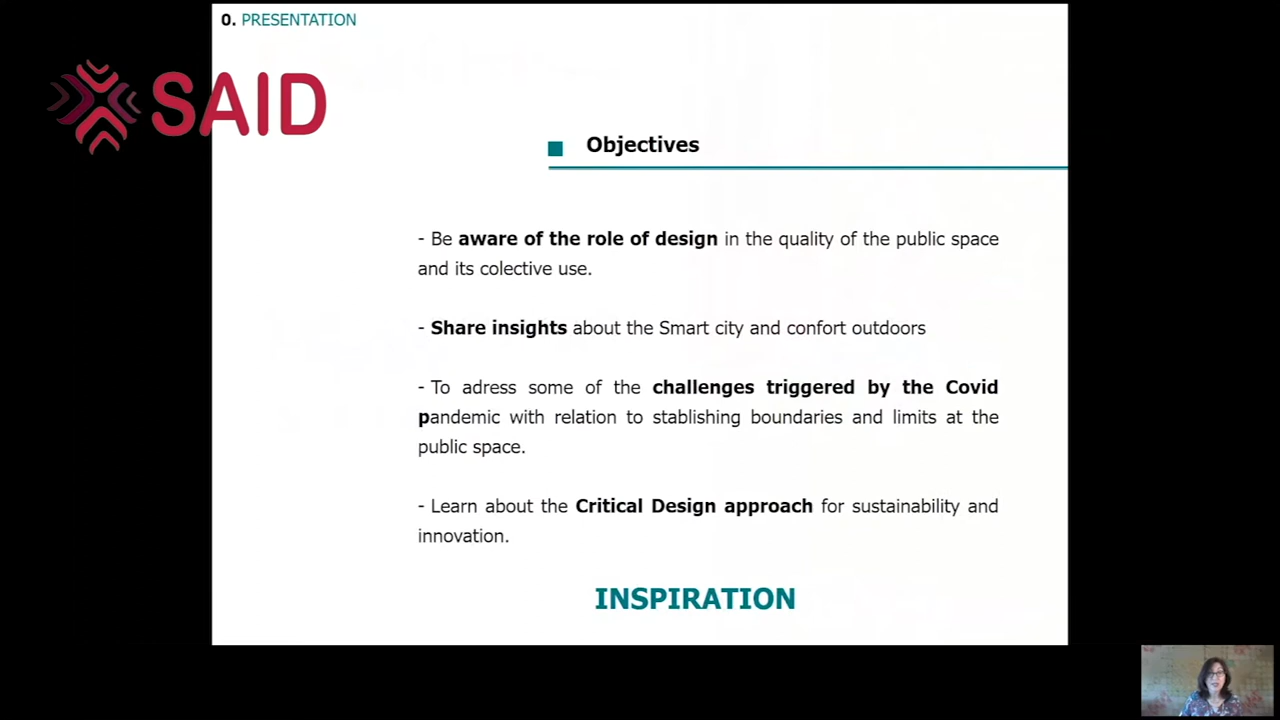 0. PRESENTATION
SAID
Objectives
- Be aware of the role of design in the quality of the public space
and its colective use.
- Share insights about the Smart city and confort outdoors
- To adress some of the challenges triggered by the Covid
pandemic with relation to stablishing boundaries and limits at the
public space.
- Learn about the Critical Design approach for sustainability and
innovation.
INSPIRATION